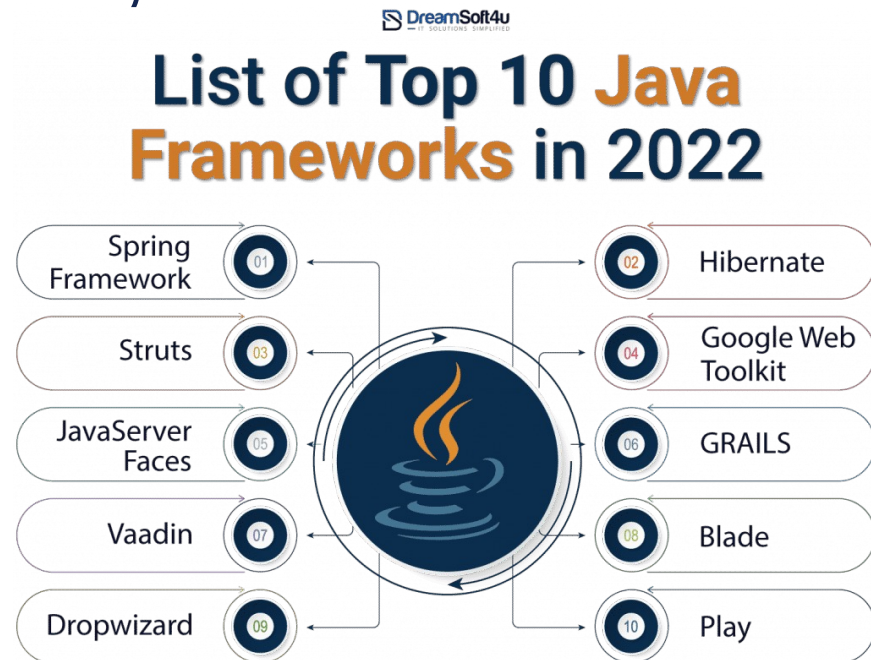 DreamSoft4u
IT SOLUTIONS SIMPLIFIED
List of Top 10 Java
Frameworks in 2022
Spring
Framework
01
02
Hibernate
Struts
03
04
Google Web
Toolkit
JavaServer
Faces
05
06
GRAILS
Vaadin
07
08
Blade
Dropwizard
09
10
Play